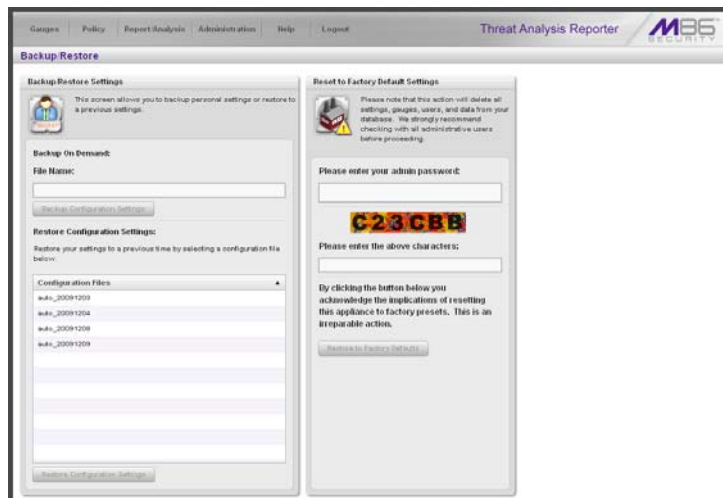 Gauges Policy Report/Analysis Administration Help Logout
Threat Analysis Reporter
M86
SECURITY
Backup/Restore
Backup/Restore Settings
This screen allows you to backup personal settings or restore to
a previous settings.
Backup On Demand:
File Name:
Backup Configuration Settings
Restore Configuration Settings:
Restore your settings to a previous time by selecting a configuration file
below.
Configuration Files
auto_20091203
auto_20091204
auto_20091208
auto_20091209
Restore Configuration Settings
Reset to Factory Default Settings
Please note that this action will delete all
settings, gauges, users, and data from your
database. We strongly recommend
checking with all administrative users
before proceeding.
Please enter your admin password:
C23CBB
Please enter the above characters:
By clicking the button below you
acknowledge the implications of resetting
this appliance to factory presets. This is an
irreparable action.
Restore to Factory Defaults